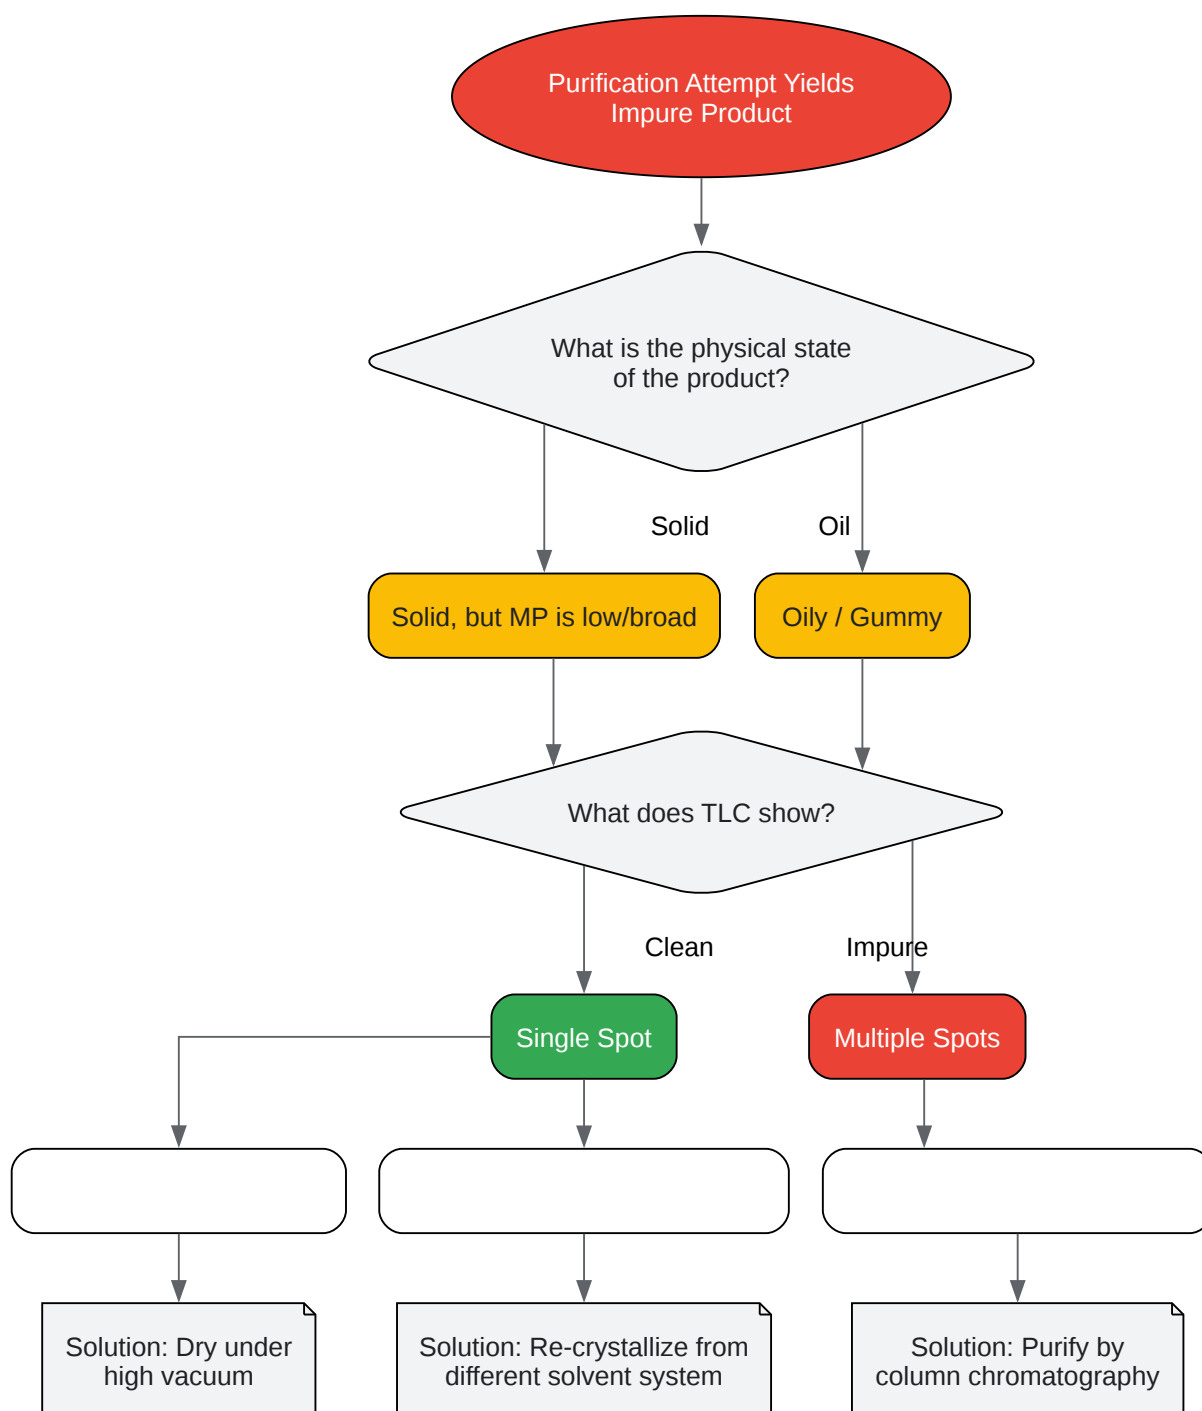 Purification Attempt Yields
Impure Product
What is the physical state
of the product?
Solid
Oil
Solid, but MP is low/broad
Oily / Gummy
What does TLC show?
Clean
Impure
Single Spot
Multiple Spots
Solution: Dry under
high vacuum
Solution: Re-crystallize from
different solvent system
Solution: Purify by
column chromatography